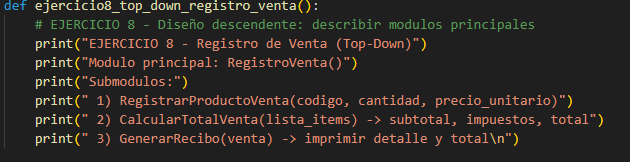 def ejercicio8_top_down_registro_venta():
    # EJERCICIO 8 - Diseño descendente: describir modulos principales
    print("EJERCICIO 8 - Registro de Venta (Top-Down)")
    print("Modulo principal: RegistroVenta()")
    print("Submodulos:")
    print(" 1) RegistrarProductoVenta(codigo, cantidad, precio_unitario)")
    print(" 2) CalcularTotalVenta(lista_items) -> subtotal, impuestos, total")
    print(" 3) GenerarRecibo(venta) -> imprimir detalle y total\n")